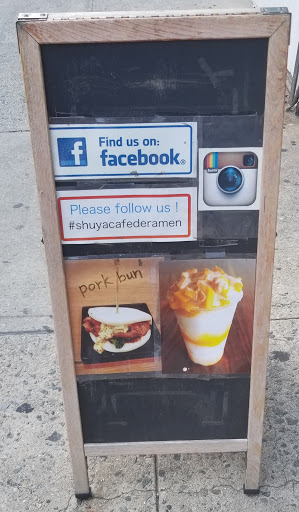 Find us on:
facebook®
Please follow us !
#shuyacafederamen
pork bun